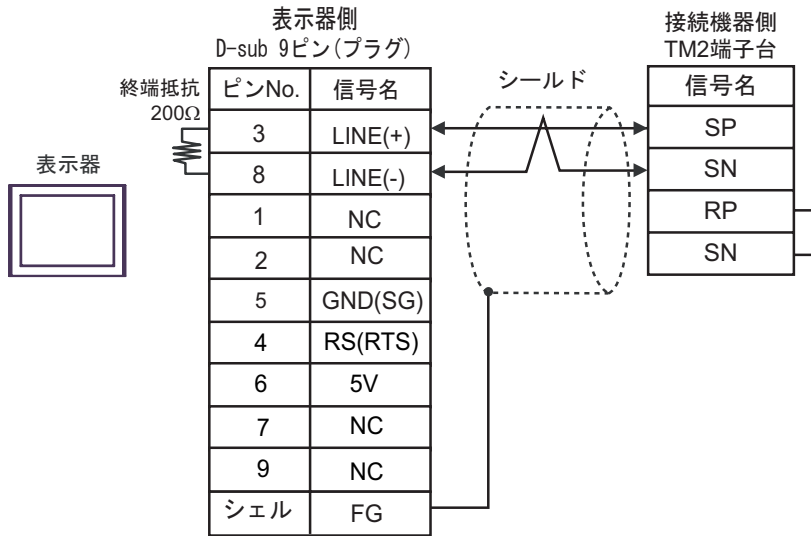 表示器側
D-sub 9ピン(プラグ)
接続機器側
TM2端子台
終端抵抗
200Ω
表示器
シールド
ピンNo. 信号名
3 LINE(+)
8 LINE(-)
1 NC
2 NC
5 GND(SG)
4 RS(RTS)
6 5V
7 NC
9 NC
シェル FG
信号名
SP
SN
RP
SN